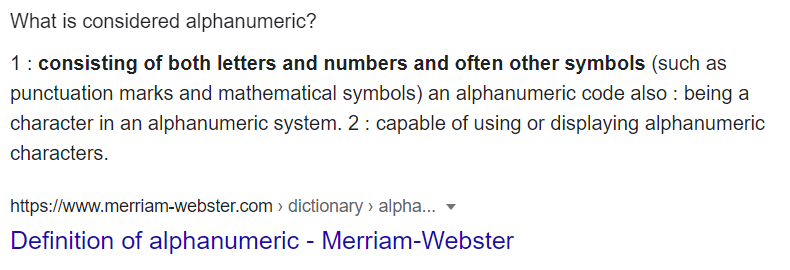 What is considered alphanumeric?
1 : consisting of both letters and numbers and often other symbols (such as
punctuation marks and mathematical symbols) an alphanumeric code also : being a
character in an alphanumeric system. 2 : capable of using or displaying alphanumeric
characters.
https://www.merriam-webster.com › dictionary › alpha...
Definition of alphanumeric - Merriam-Webster